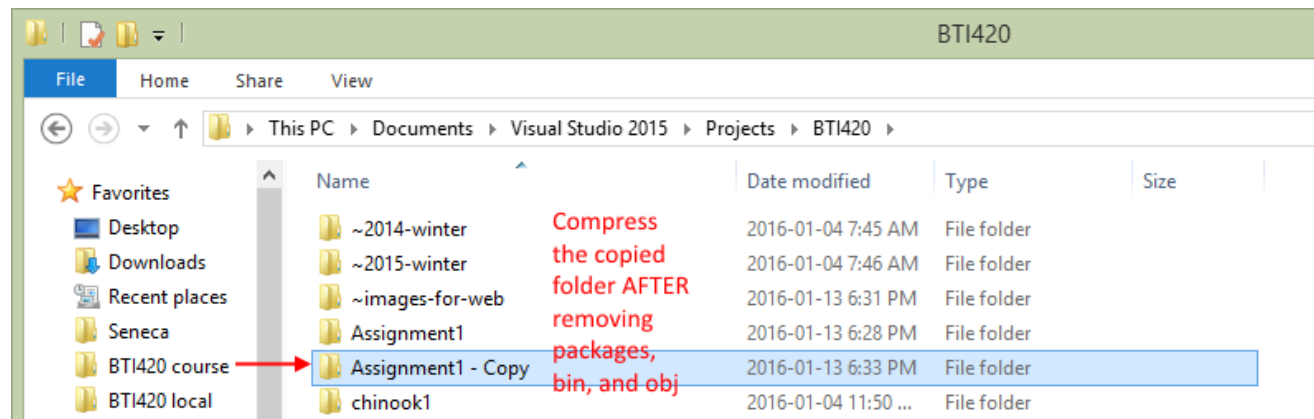 BTI420
File Home Share View
This PC Documents Visual Studio 2015 Projects BTI420
Name Date modified Type Size
Favorites
Desktop
Downloads
Recent places
Seneca
BTI420 course
BTI420 local
~2014-winter 2016-01-04 7:45 AM File folder
~2015-winter 2016-01-04 7:46 AM File folder
~images-for-web 2016-01-13 6:31 PM File folder
Assignment1 2016-01-13 6:28 PM File folder
Assignment1 - Copy 2016-01-13 6:33 PM File folder
chinook1 2016-01-04 11:50 ... File folder
Compress
the copied
folder AFTER
removing
packages,
bin, and obj